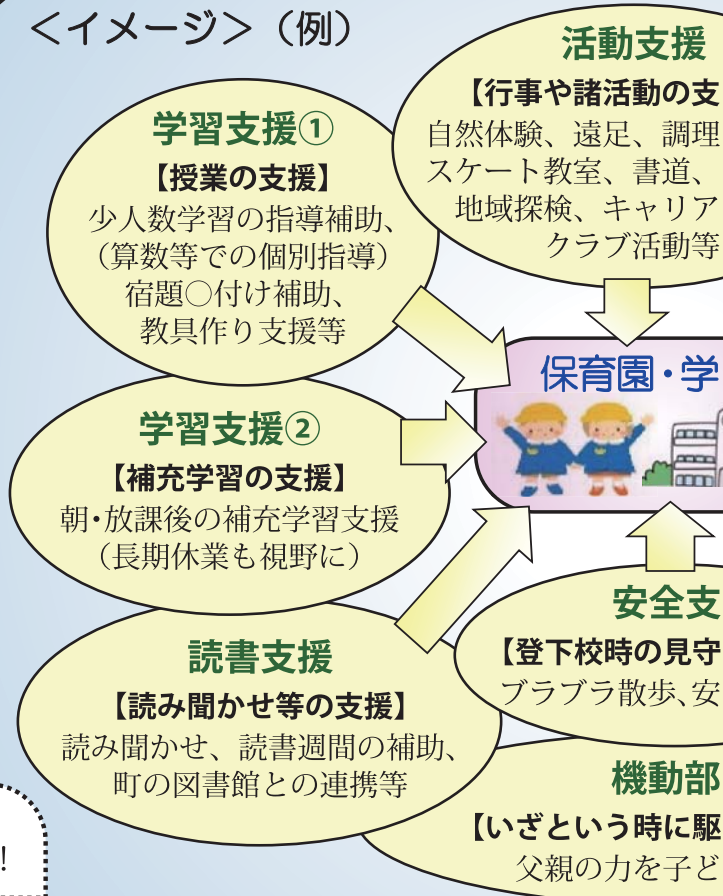 ＜イメージ＞（例）
学習支援①
【授業の支援】
少人数学習の指導補助、
（算数等での個別指導）
宿題○付け補助、
教具作り支援等
活動支援
【行事や諸活動の支
自然体験、遠足、調理
スケート教室、書道、
地域探検、キャリア
クラブ活動等
保育園・学
学習支援②
【補充学習の支援】
朝・放課後の補充学習支援
（長期休業も視野に）
読書支援
【読み聞かせ等の支援】
読み聞かせ、読書週間の補助、
町の図書館との連携等
安全支
【登下校時の見守
ブラブラ散歩、安
機動部
【いざという時に駆
父親の力を子ど
!